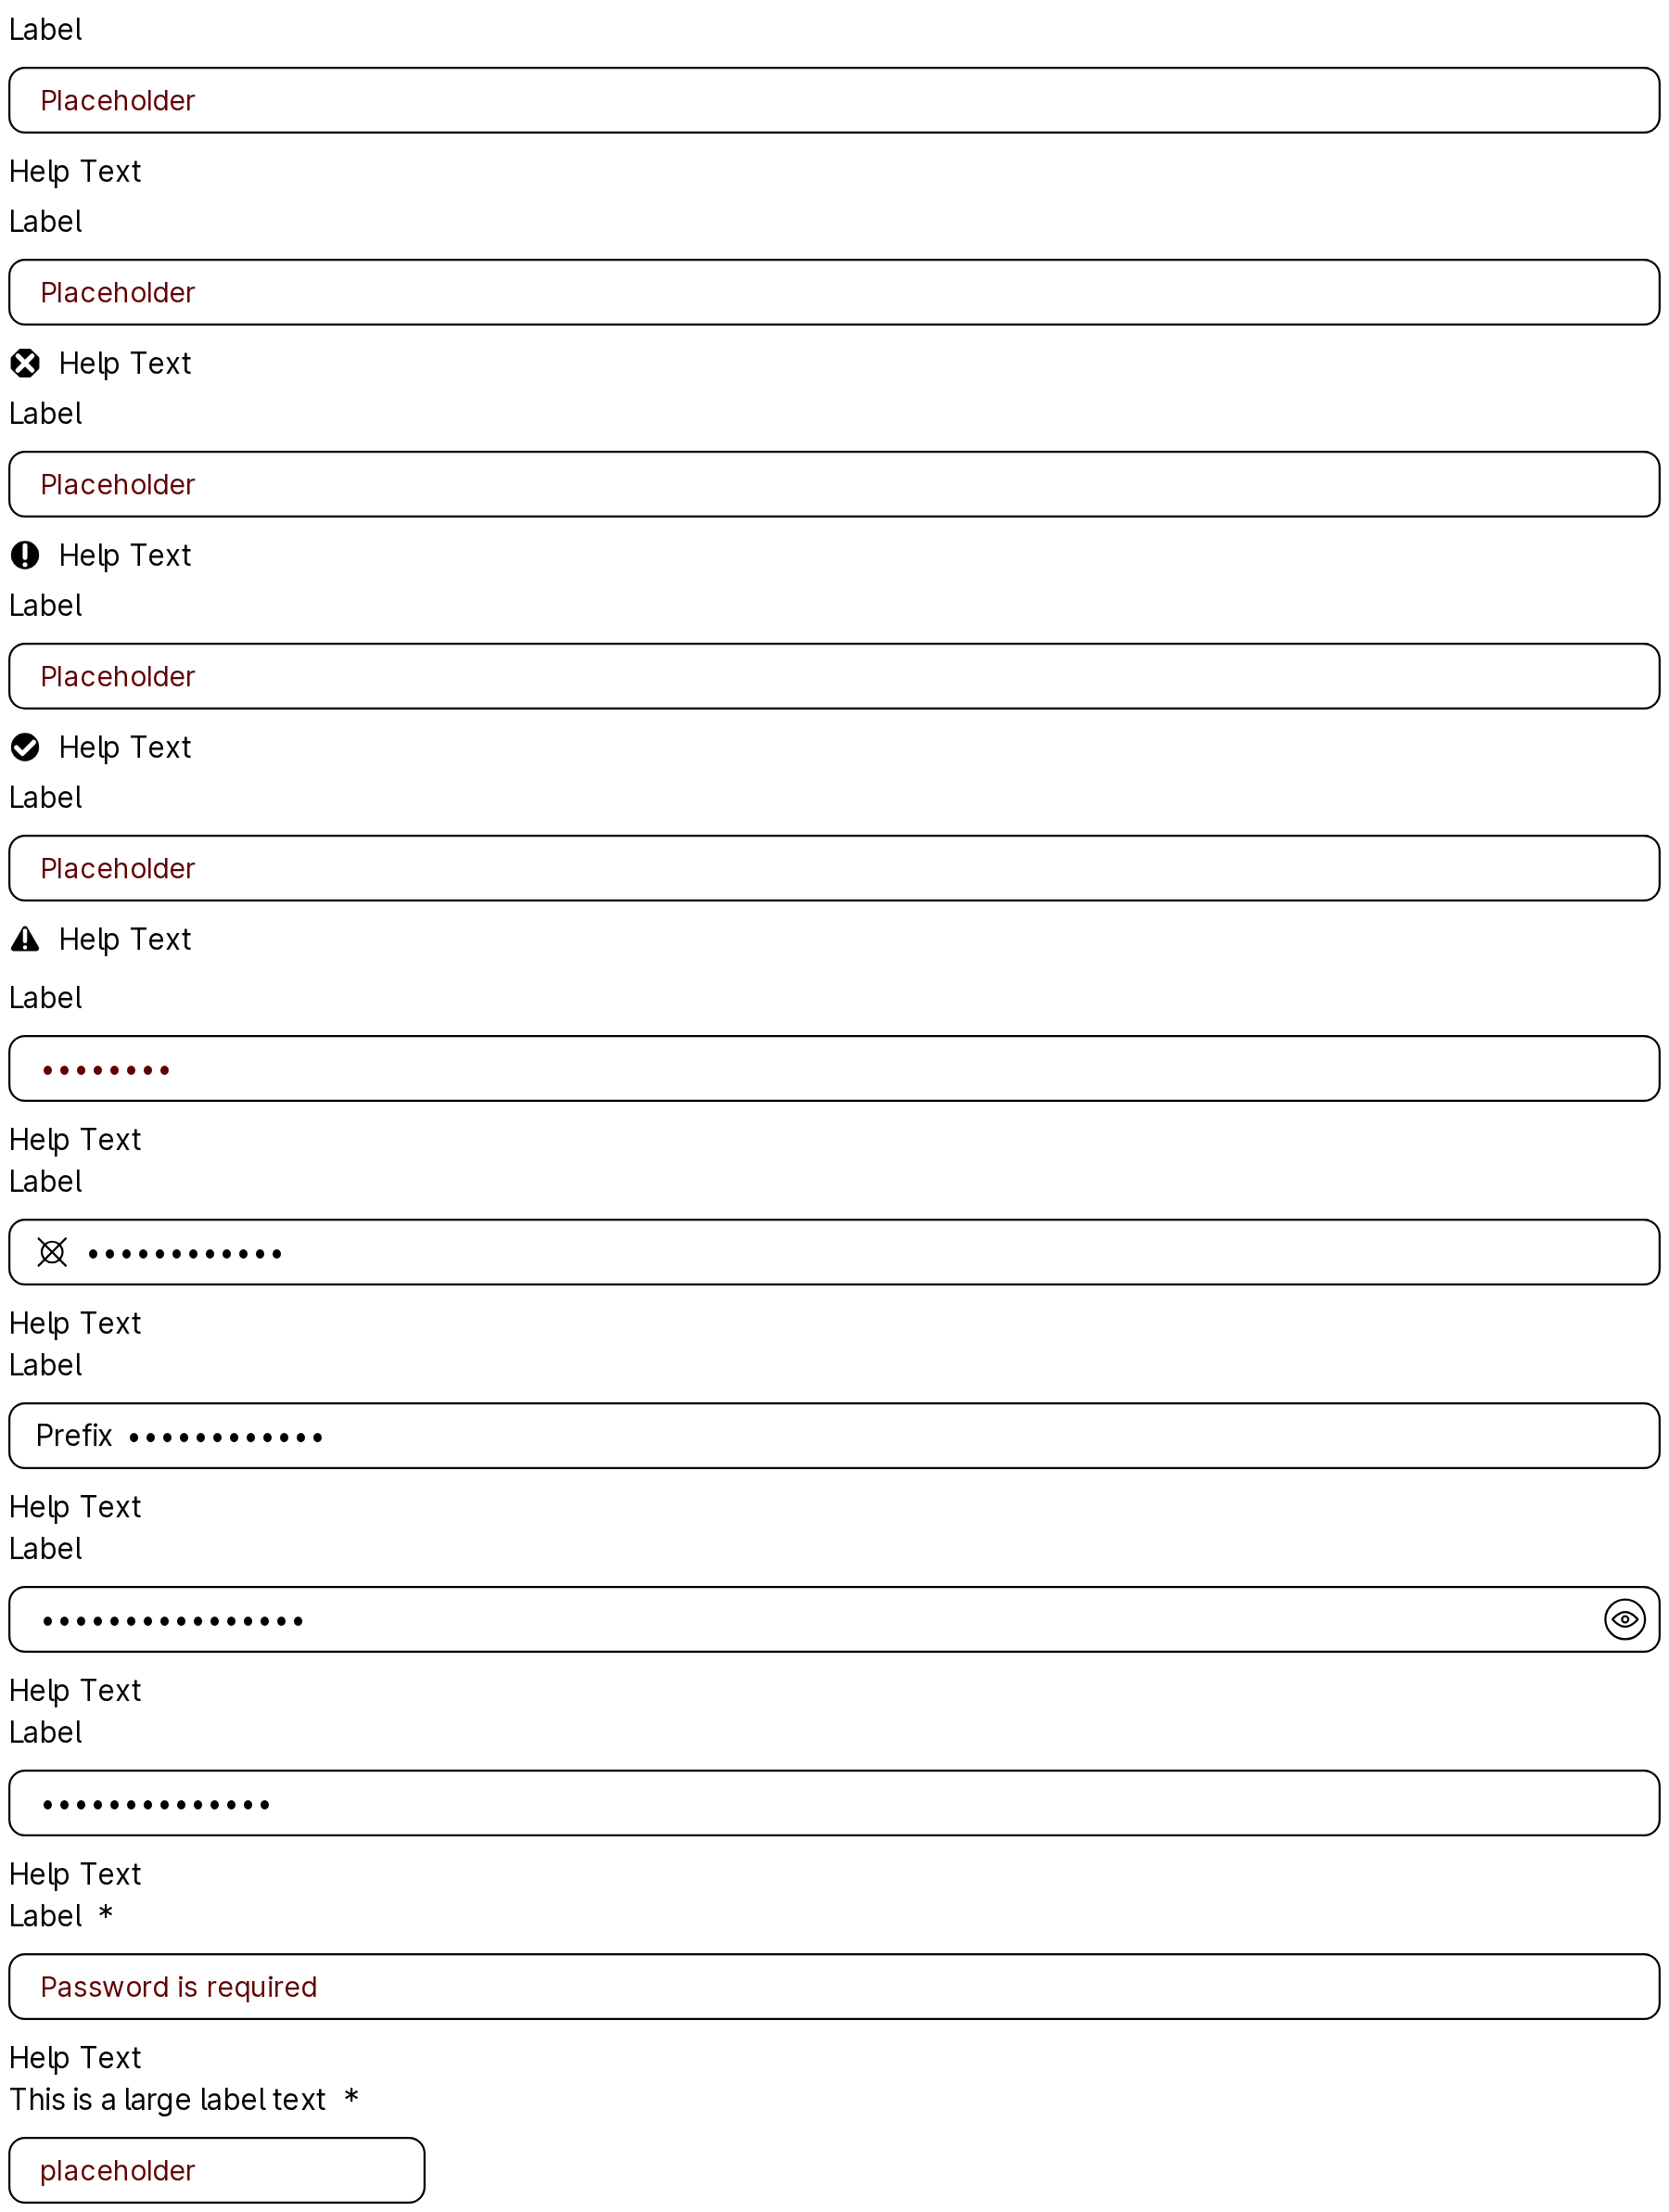 Label
Placeholder
Help Text
Label
Placeholder
Help Text
Label
Placeholder
Help Text
Label
Placeholder
Help Text
Label
Placeholder
Help Text
Label
••••••••
Help Text
Label
••••••••••••
Help Text
Label
Prefix ••••••••••••
Help Text
Label
••••••••••••••••
Help Text
Label
••••••••••••••
Help Text
Label *
Password is required
Help Text
This is a large label text *
placeholder